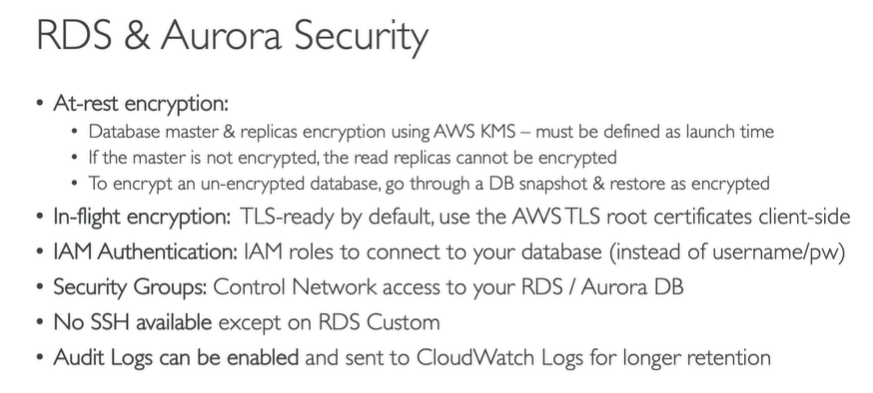 RDS & Aurora Security
• At-rest encryption:
• Database master & replicas encryption using AWS KMS – must be defined as launch time
• If the master is not encrypted, the read replicas cannot be encrypted
• To encrypt an un-encrypted database, go through a DB snapshot & restore as encrypted
• In-flight encryption: TLS-ready by default, use the AWS TLS root certificates client-side
• IAM Authentication: IAM roles to connect to your database (instead of username/pw)
• Security Groups: Control Network access to your RDS / Aurora DB
• No SSH available except on RDS Custom
• Audit Logs can be enabled and sent to CloudWatch Logs for longer retention